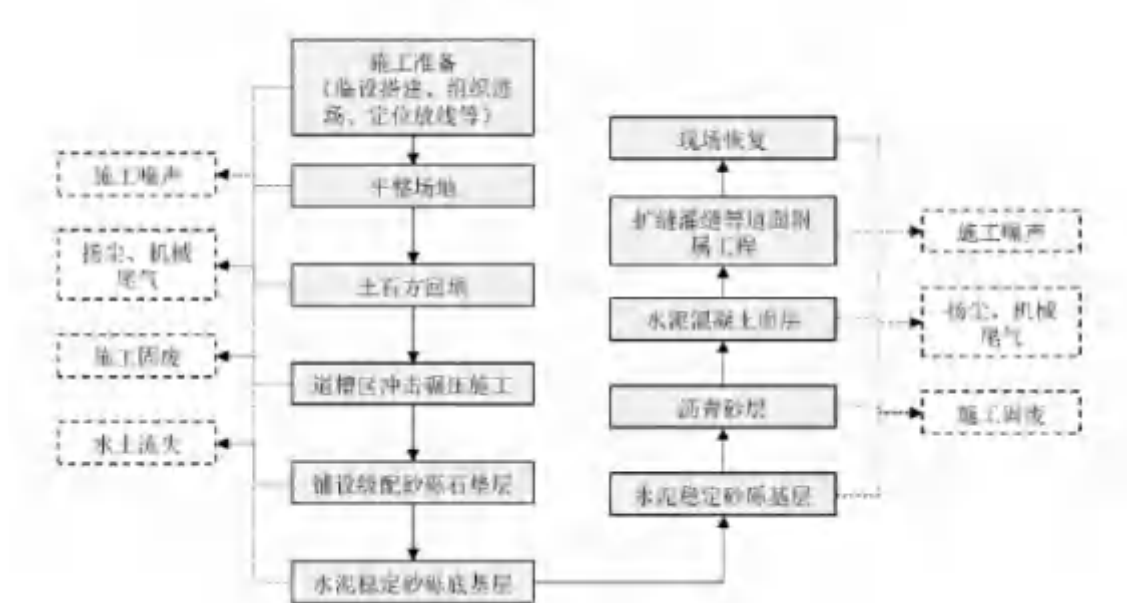 施工准备
（临设搭建、组织进
场、定位放线等）
平整场地
土石方回填
道槽区冲击碾压施工
铺设级配砂砾石垫层
水泥稳定砂砾底基层
施工噪声
扬尘、机械
尾气
施工固废
水土流失
现场恢复
扩缝灌缝等道面附
属工程
水泥混凝土面层
沥青砂层
水泥稳定砂砾基层
施工噪声
扬尘、机械
尾气
施工固废